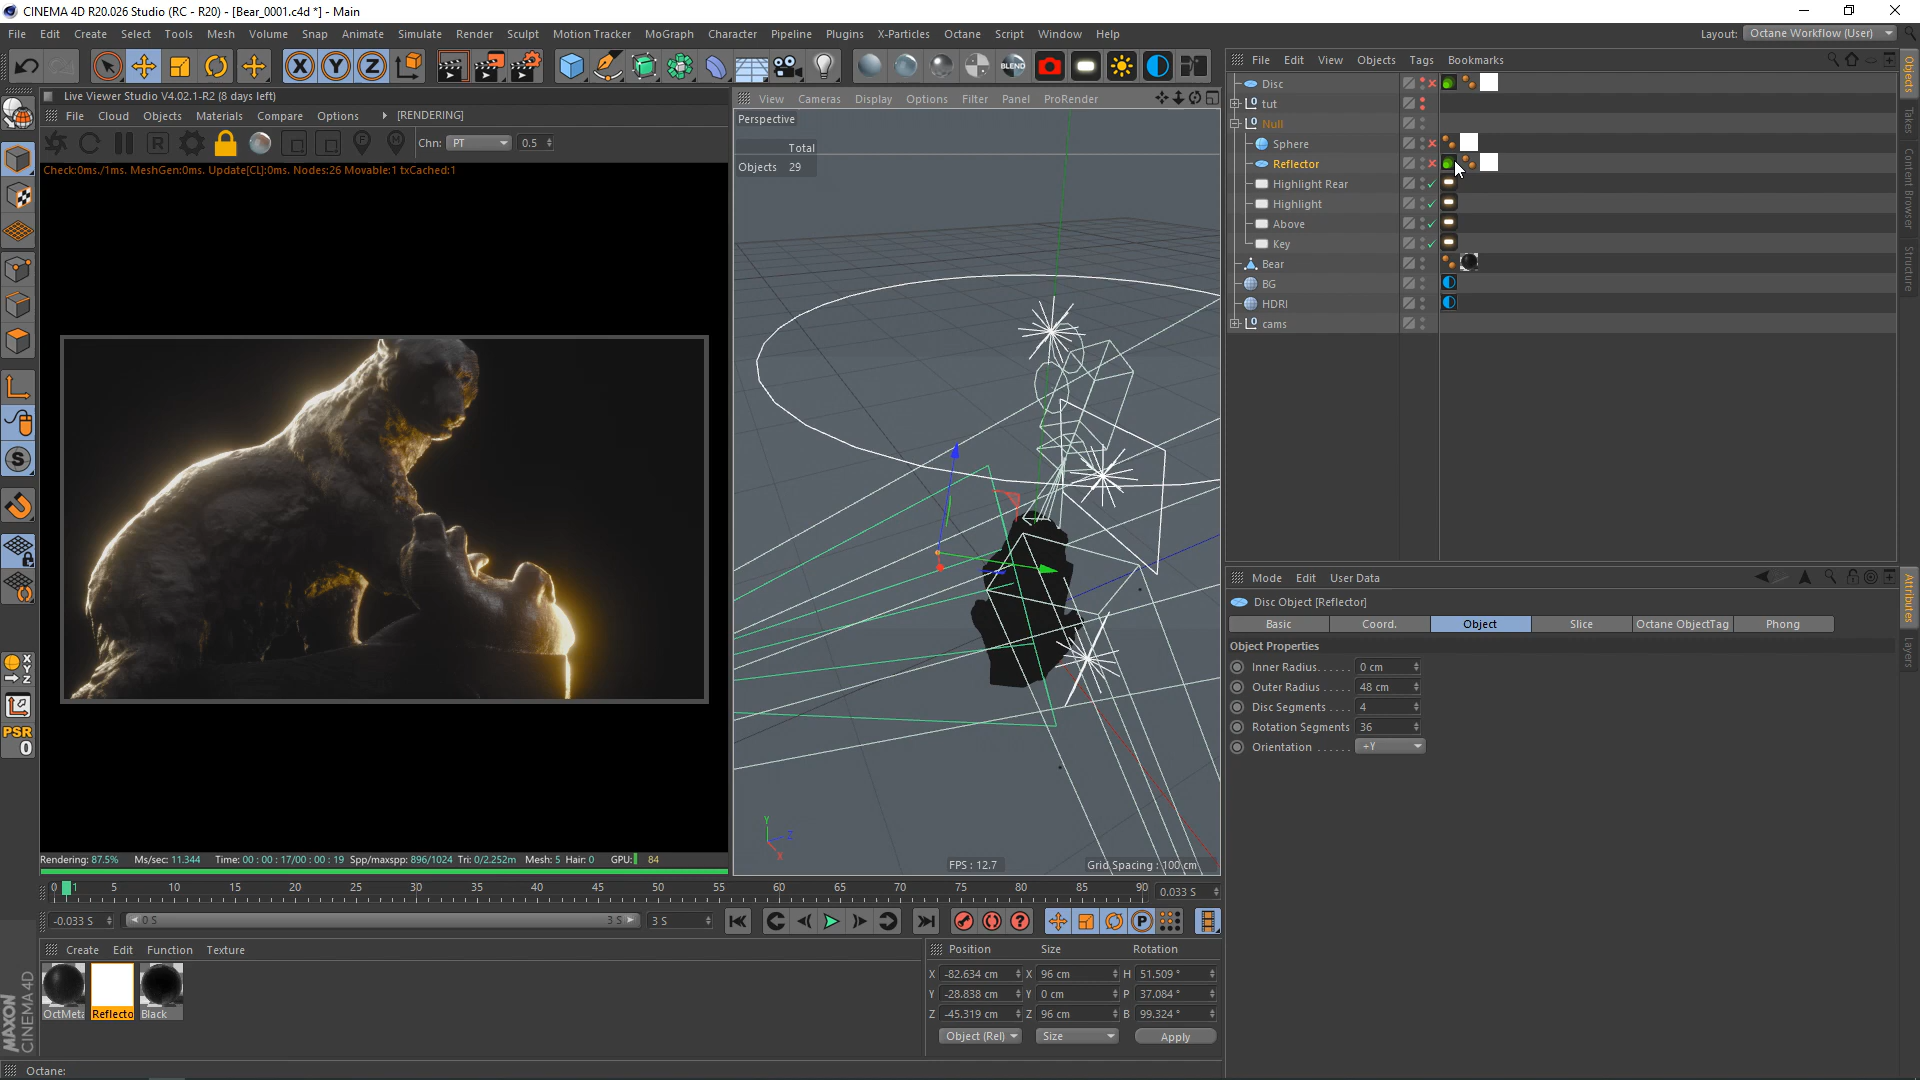 CINEMA 4D R20.026 Studio (RC - R20) - [Bear_0001.c4d *] - Main
File Edit Create Select Tools Mesh Volume Snap Animate Simulate Render Sculpt Motion Tracker MoGraph Character Pipeline Plugins X-Particles Octane Script Window Help
Layout: Octane Workflow (User)
X Y Z
BLEND
File Edit View Objects Tags Bookmarks
Live Viewer Studio V4.02.1-R2 (8 days left)
File Cloud Objects Materials Compare Options [RENDERING]
R Chn: PT 0.5
Check:0ms./1ms. MeshGen:0ms. Update[CL]:0ms. Nodes:26 Movable:1 txCached:1
View Cameras Display Options Filter Panel ProRender
Perspective
Total
Objects 29
Disc
tut
Null
Sphere
Reflector
Highlight Rear
Highlight
Above
Key
Bear
BG
HDRI
cams
Objects
Takes
Content Browser
Structure
Mode Edit User Data
Disc Object [Reflector]
Basic Coord. Object Slice Octane ObjectTag Phong
Object Properties
Inner Radius. . . . . 0 cm
Outer Radius . . . . 48 cm
Disc Segments . . . . 4
Rotation Segments 36
Orientation . . . . . . +Y
Attributes
Layers
S
PSR
0
Y
Z
X
FPS : 12.7
Grid Spacing : 100 cm
Rendering: 87.5% Ms/sec: 11.344 Time: 00 : 00 : 17/00 : 00 : 19 Spp/maxspp: 896/1024 Tri: 0/2.252m Mesh: 5 Hair: 0 GPU: 84
0 1 5 10 15 20 25 30 35 40 45 50 55 60 65 70 75 80 85 90 0.033 S
-0.033 S 0 S 3 S 3 S
Create Edit Function Texture
OctMeta Reflecto Black
Position Size Rotation
X -82.634 cm X 96 cm H 51.509 °
Y -28.838 cm Y 0 cm P 37.084 °
Z -45.319 cm Z 96 cm B 99.324 °
Object (Rel) Size Apply
MAXON
CINEMA 4D
Octane: